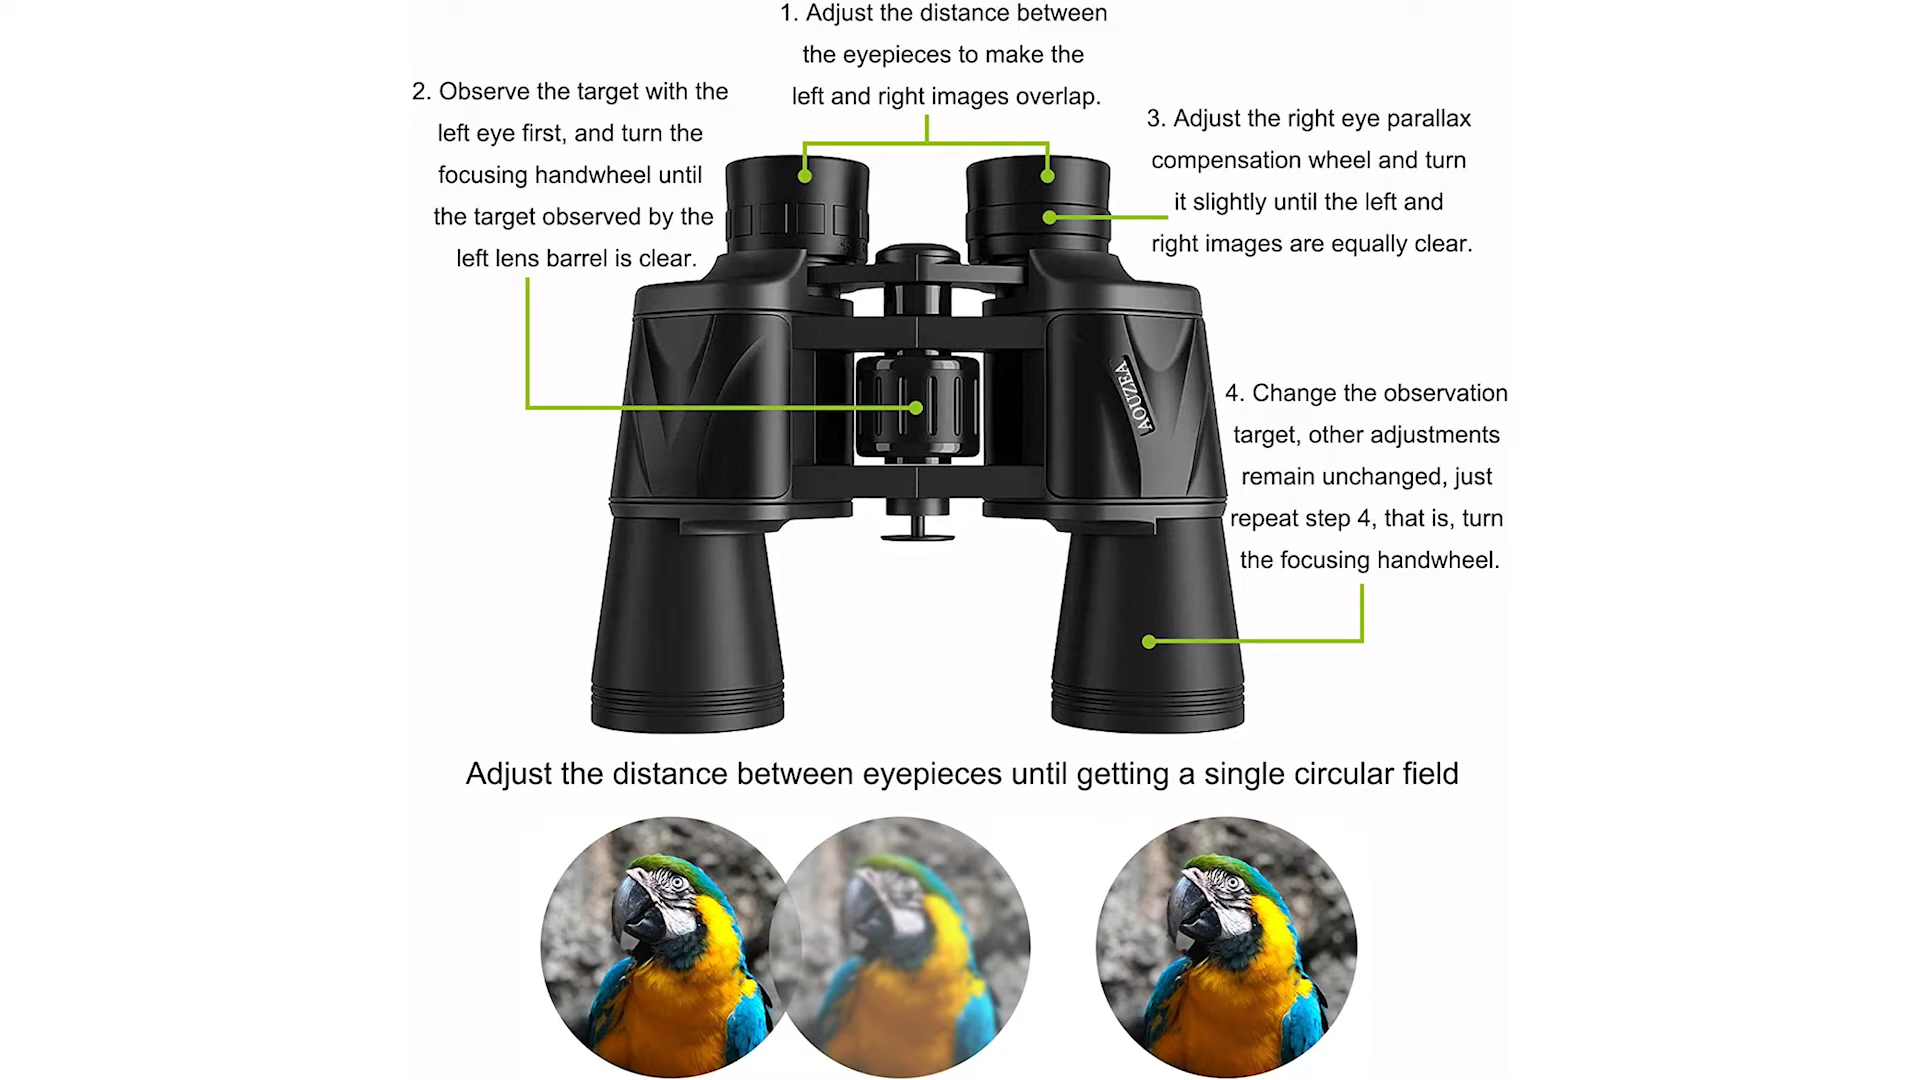 1. Adjust the distance between
the eyepieces to make the
left and right images overlap.
2. Observe the target with the
left eye first, and turn the
focusing handwheel until
the target observed by the
left lens barrel is clear.
3. Adjust the right eye parallax
compensation wheel and turn
it slightly until the left and
right images are equally clear.
AOUZEA
4. Change the observation
target, other adjustments
remain unchanged, just
repeat step 4, that is, turn
the focusing handwheel.
Adjust the distance between eyepieces until getting a single circular field